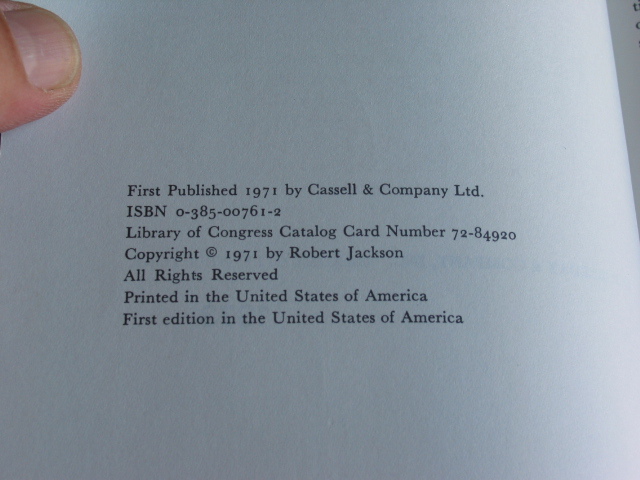 First Published 1971 by Cassell & Company Ltd.
ISBN 0-385-00761-2
Library of Congress Catalog Card Number 72-84920
Copyright © 1971 by Robert Jackson
All Rights Reserved
Printed in the United States of America
First edition in the United States of America